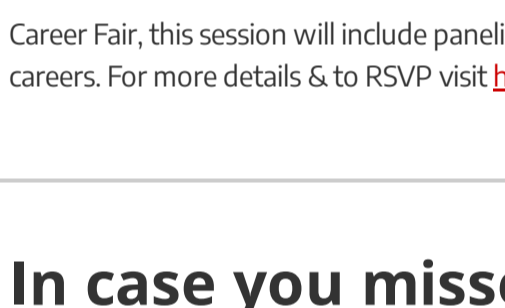 Career Fair, this session will include paneli
careers. For more details & to RSVP visit h
In case you miss